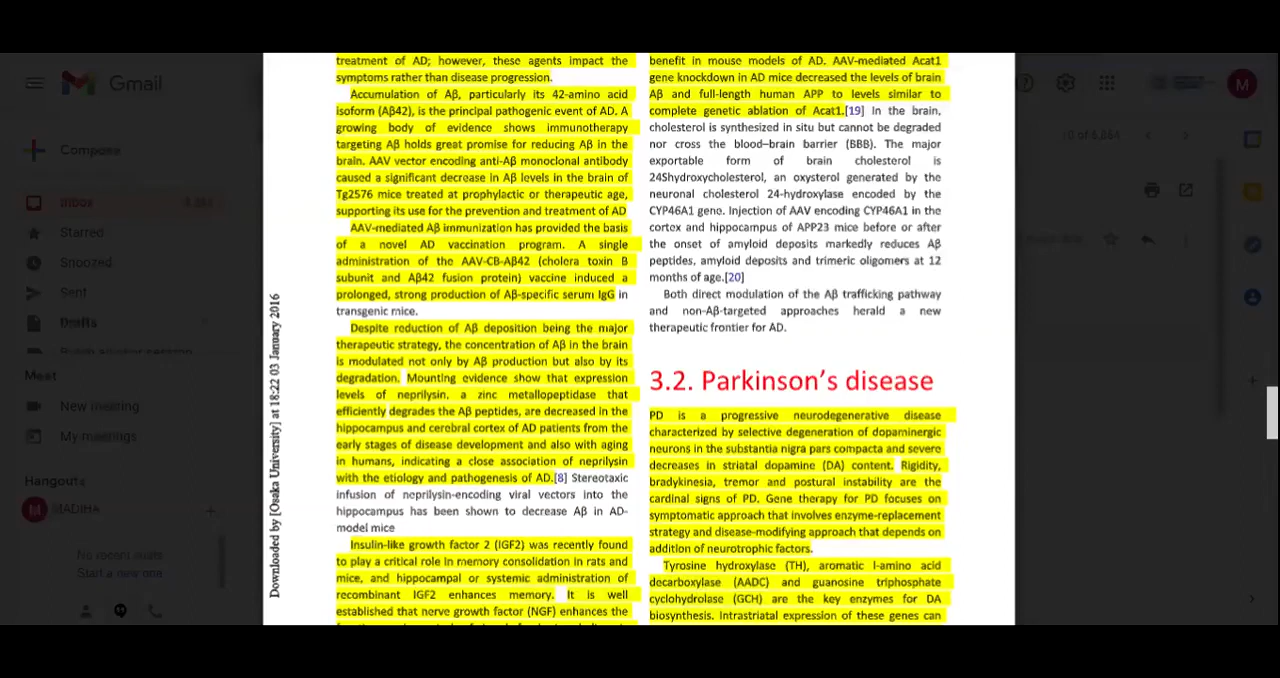 Gmail
M
Compose
Inbox
Starred
Snoozed
Sent
Drafts
Meet
New meeting
My meetings
Hangouts
MADIHA
No recent chats
Start a new one
Downloaded by [Osaka University] at 18:22 03 January 2016
treatment of AD; however, these agents impact the
symptoms rather than disease progression.
Accumulation of Aβ, particularly its 42-amino acid
isoform (Aβ42), is the principal pathogenic event of AD. A
growing body of evidence shows immunotherapy
targeting Aβ holds great promise for reducing Aβ in the
brain. AAV vector encoding anti-Aβ monoclonal antibody
caused a significant decrease in Aβ levels in the brain of
Tg2576 mice treated at prophylactic or therapeutic age,
supporting its use for the prevention and treatment of AD
AAV-mediated Aβ immunization has provided the basis
of a novel AD vaccination program. A single
administration of the AAV-CB-Aβ42 (cholera toxin B
subunit and Aβ42 fusion protein) vaccine induced a
prolonged, strong production of Aβ-specific serum IgG in
transgenic mice.
Despite reduction of Aβ deposition being the major
therapeutic strategy, the concentration of Aβ in the brain
is modulated not only by Aβ production but also by its
degradation. Mounting evidence show that expression
levels of neprilysin, a zinc metallopeptidase that
efficiently degrades the Aβ peptides, are decreased in the
hippocampus and cerebral cortex of AD patients from the
early stages of disease development and also with aging
in humans, indicating a close association of neprilysin
with the etiology and pathogenesis of AD.[8] Stereotaxic
infusion of neprilysin-encoding viral vectors into the
hippocampus has been shown to decrease Aβ in AD-
model mice
Insulin-like growth factor 2 (IGF2) was recently found
to play a critical role in memory consolidation in rats and
mice, and hippocampal or systemic administration of
recombinant IGF2 enhances memory. It is well
established that nerve growth factor (NGF) enhances the
benefit in mouse models of AD. AAV-mediated Acat1
gene knockdown in AD mice decreased the levels of brain
Aβ and full-length human APP to levels similar to
complete genetic ablation of Acat1.[19] In the brain,
cholesterol is synthesized in situ but cannot be degraded
nor cross the blood–brain barrier (BBB). The major
exportable form of brain cholesterol is
24Shydroxycholesterol, an oxysterol generated by the
neuronal cholesterol 24-hydroxylase encoded by the
CYP46A1 gene. Injection of AAV encoding CYP46A1 in the
cortex and hippocampus of APP23 mice before or after
the onset of amyloid deposits markedly reduces Aβ
peptides, amyloid deposits and trimeric oligomers at 12
months of age.[20]
Both direct modulation of the Aβ trafficking pathway
and non-Aβ-targeted approaches herald a new
therapeutic frontier for AD.
3.2. Parkinson’s disease
PD is a progressive neurodegenerative disease
characterized by selective degeneration of dopaminergic
neurons in the substantia nigra pars compacta and severe
decreases in striatal dopamine (DA) content. Rigidity,
bradykinesia, tremor and postural instability are the
cardinal signs of PD. Gene therapy for PD focuses on
symptomatic approach that involves enzyme-replacement
strategy and disease-modifying approach that depends on
addition of neurotrophic factors.
Tyrosine hydroxylase (TH), aromatic l-amino acid
decarboxylase (AADC) and guanosine triphosphate
cyclohydrolase (GCH) are the key enzymes for DA
biosynthesis. Intrastriatal expression of these genes can
M